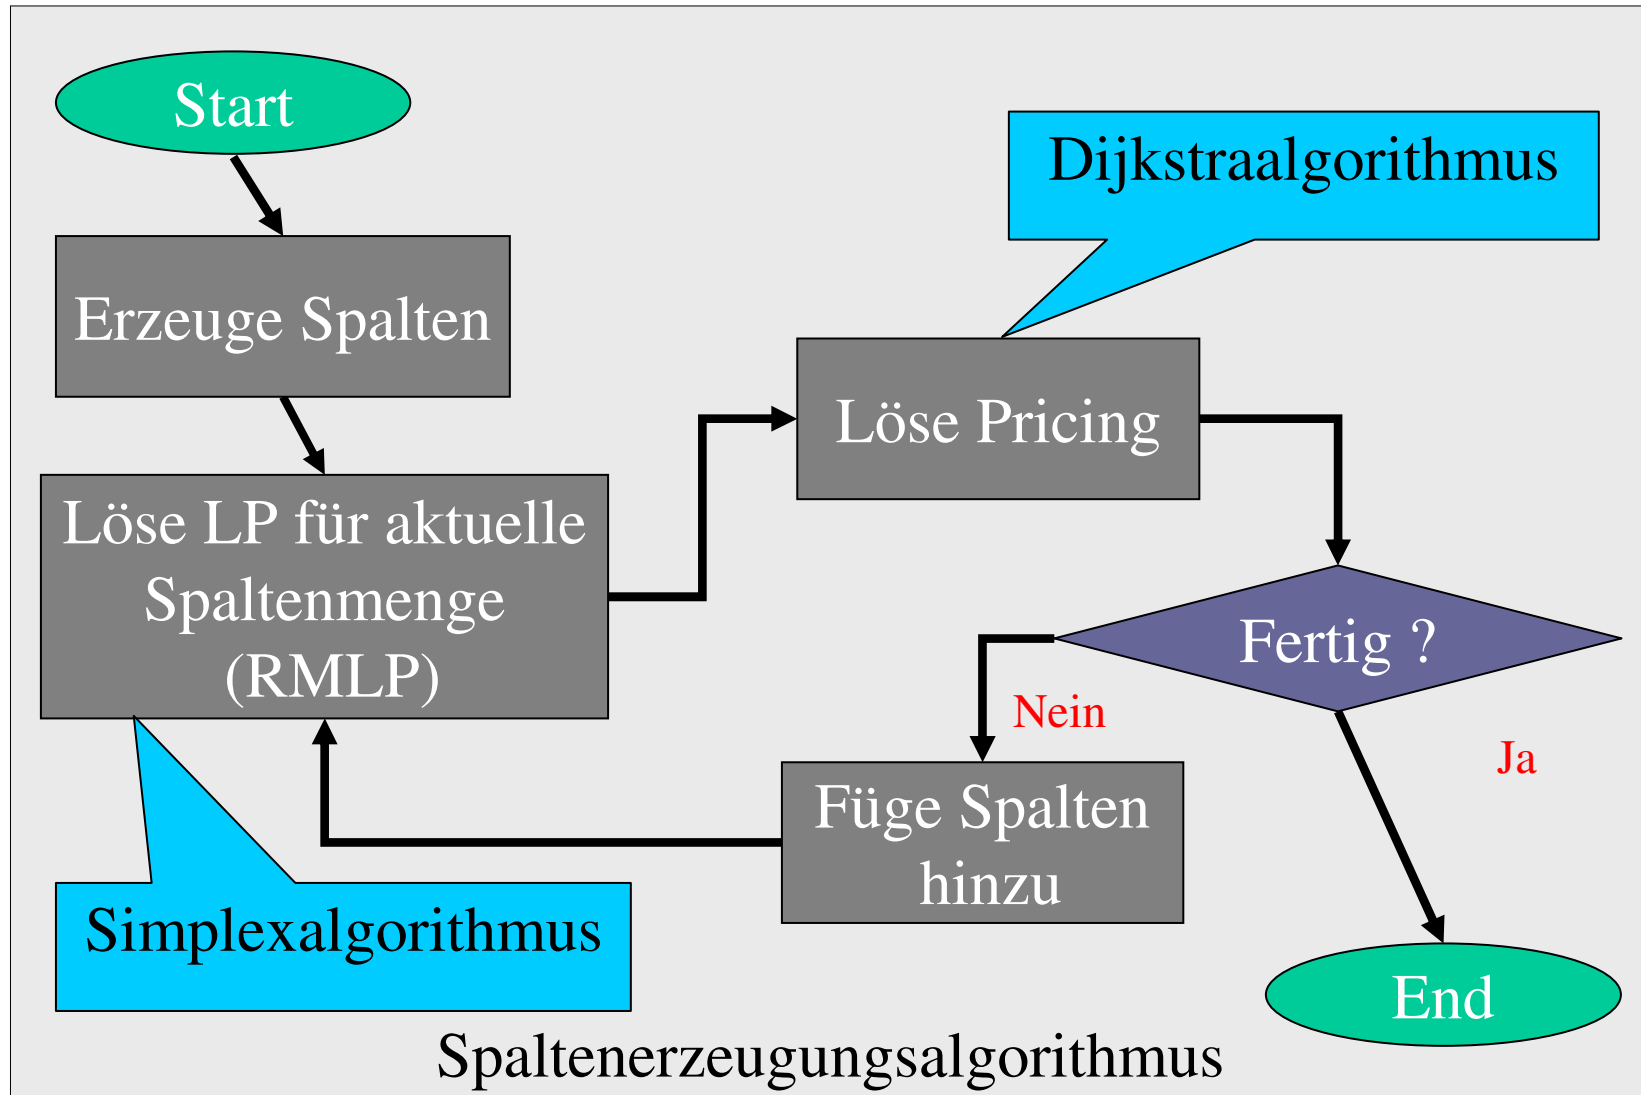 Start
Erzeuge Spalten
Löse LP für aktuelle
Spaltenmenge
(RMLP)
Simplexalgorithmus
Dijkstraalgorithmus
Löse Pricing
Fertig ?
Nein
Ja
Füge Spalten
hinzu
End
Spaltenerzeugungsalgorithmus